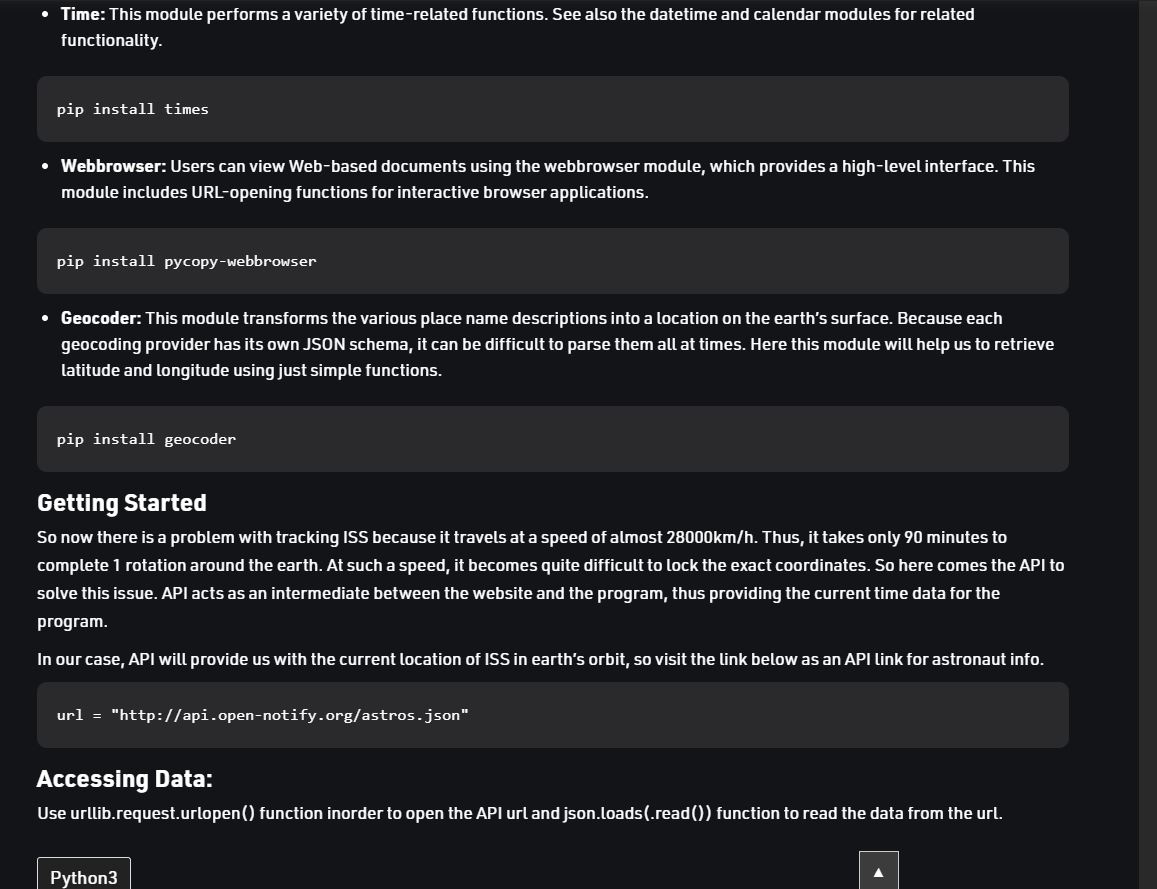 • Time: This module performs a variety of time-related functions. See also the datetime and calendar modules for related
functionality.
pip install times
• Webbrowser: Users can view Web-based documents using the webbrowser module, which provides a high-level interface. This
module includes URL-opening functions for interactive browser applications.
pip install pycopy-webbrowser
• Geocoder: This module transforms the various place name descriptions into a location on the earth’s surface. Because each
geocoding provider has its own JSON schema, it can be difficult to parse them all at times. Here this module will help us to retrieve
latitude and longitude using just simple functions.
pip install geocoder
Getting Started
So now there is a problem with tracking ISS because it travels at a speed of almost 28000km/h. Thus, it takes only 90 minutes to
complete 1 rotation around the earth. At such a speed, it becomes quite difficult to lock the exact coordinates. So here comes the API to
solve this issue. API acts as an intermediate between the website and the program, thus providing the current time data for the
program.
In our case, API will provide us with the current location of ISS in earth’s orbit, so visit the link below as an API link for astronaut info.
url = "http://api.open-notify.org/astros.json"
Accessing Data:
Use urllib.request.urlopen() function inorder to open the API url and json.loads(.read()) function to read the data from the url.
Python3
▲